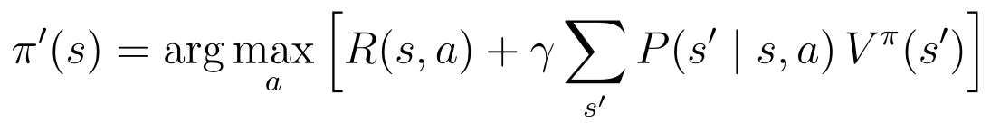 π′(s) = arg max_a [R(s, a) + γ ∑_{s′} P(s′ | s, a) V^π(s′)]